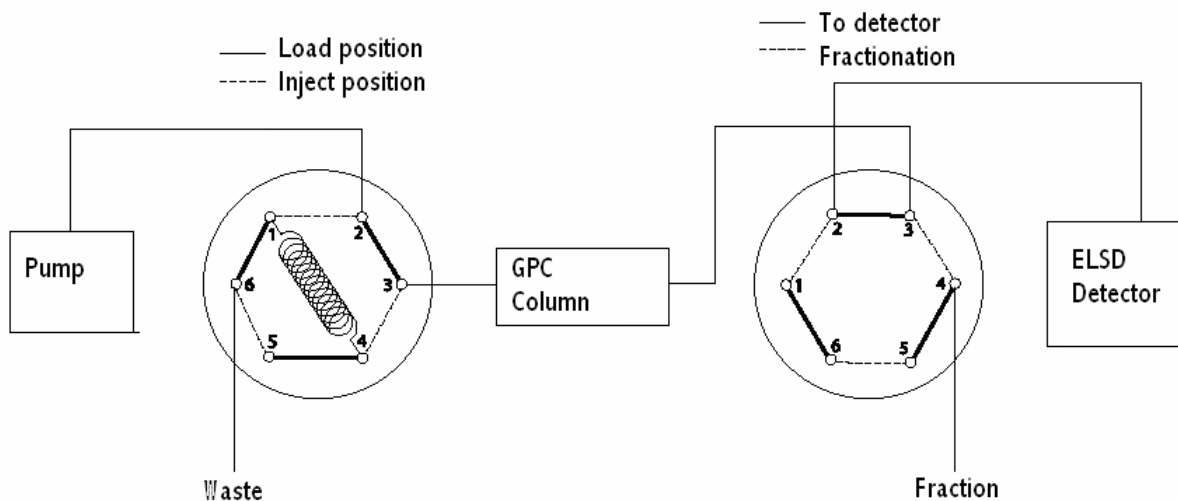 To detector
Fractionation
Load position
Inject position
Pump
1
2
3
4
5
6
GPC
Column
2
3
1
4
6
5
ELSD
Detector
Waste
Fraction